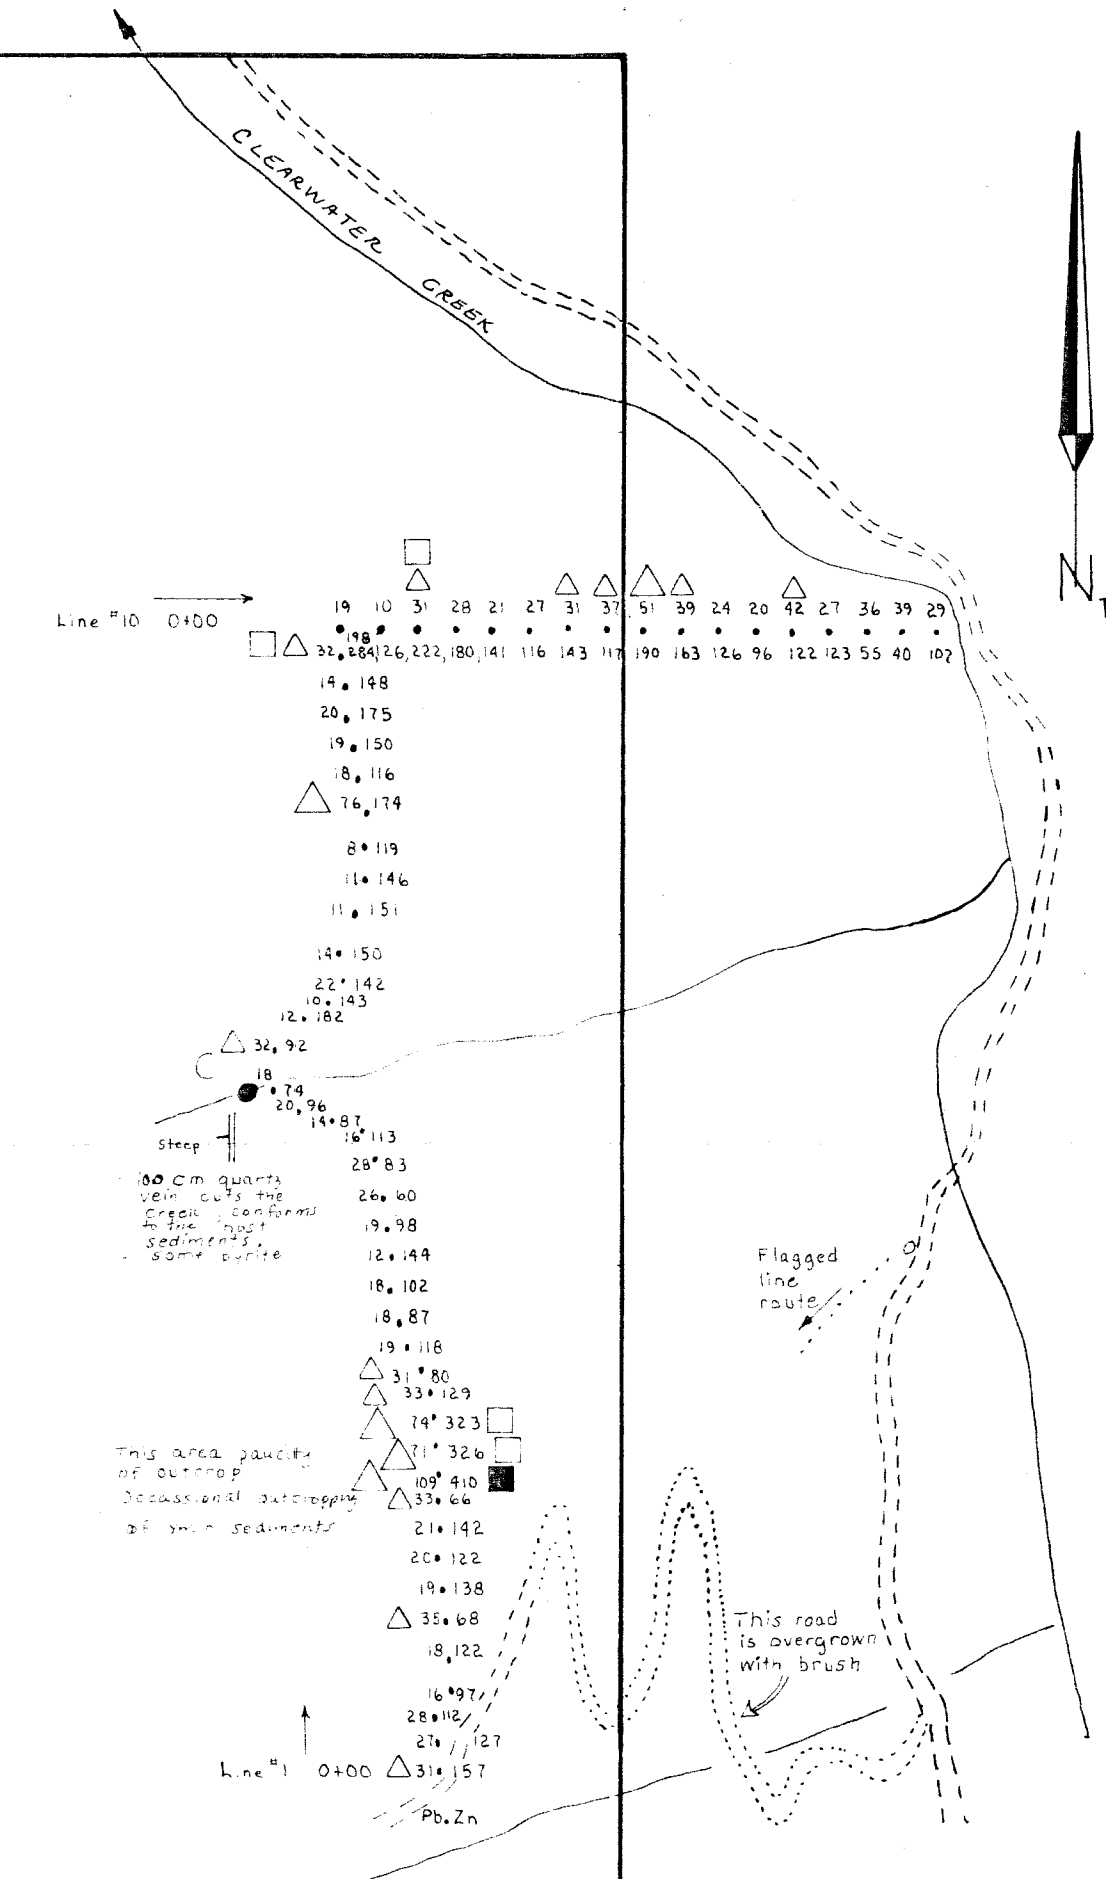 CLEARWATER CREEK
N
T
Line #10 0+00
19 10 31 28 21 27 31 37 51 39 24 20 42 27 36 39 29
198
32.284, 126, 222, 180, 141 116 143 117 190 163 126 96 122 123 55 40 102
14. 148
20. 175
19. 150
18. 116
76. 174
8. 119
11. 146
11. 151
14. 150
22. 142
10. 143
12. 182
32. 92
C
18
. 74
20. 96
14. 87
16. 113
Steep
28. 83
100 cm quartz
vein cuts the
creek, conforms
to the host
sediments.
some pyrite
26. 60
19. 98
12. 144
18. 102
18. 87
19. 118
Flagged
line
route
31. 80
33. 129
74. 323
71. 326
109. 410
33. 66
This area paucity
of outcrop
Occassional outcropping
of sediments
21. 142
20. 122
19. 138
35. 68
18. 122
16. 97
28. 112
27. 127
Line #1 0+00 31. 157
Pb. Zn
This road
is overgrown
with brush